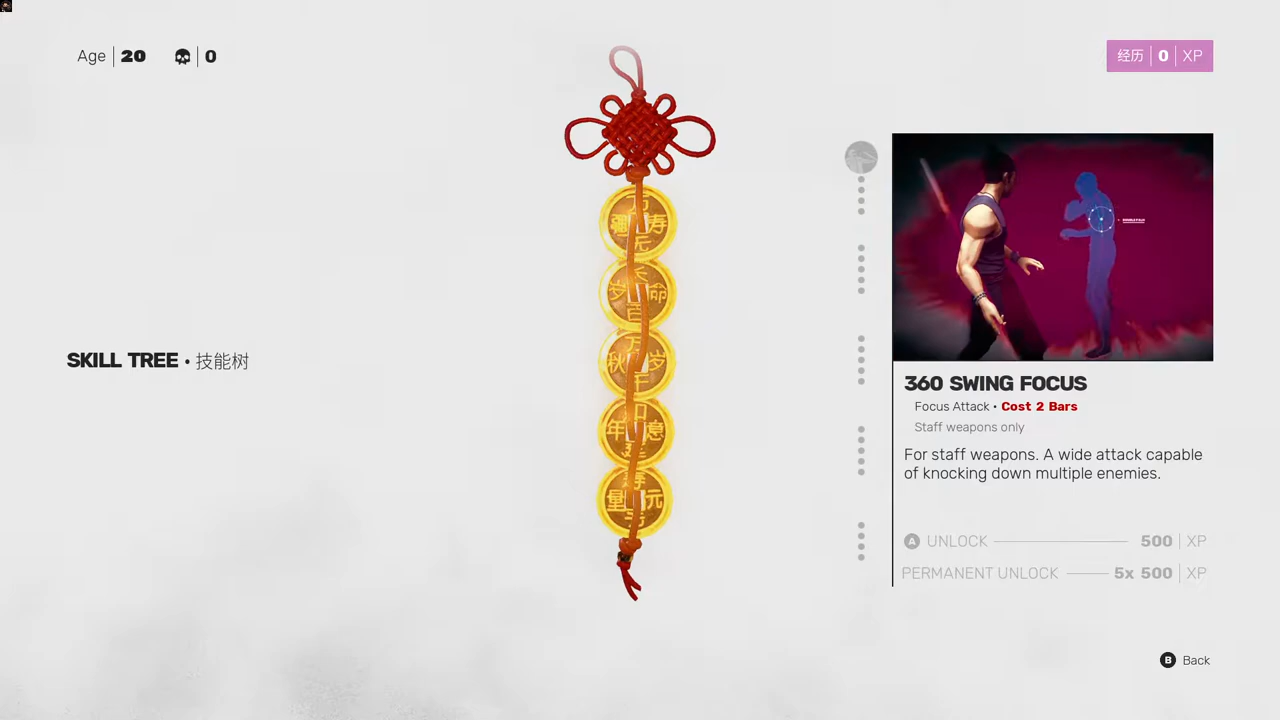 Age 20 0
经历 0 XP
SKILL TREE • 技能树
360 SWING FOCUS
Focus Attack • Cost 2 Bars
Staff weapons only
For staff weapons. A wide attack capable
of knocking down multiple enemies.
A UNLOCK 500 XP
PERMANENT UNLOCK 5x 500 XP
B Back